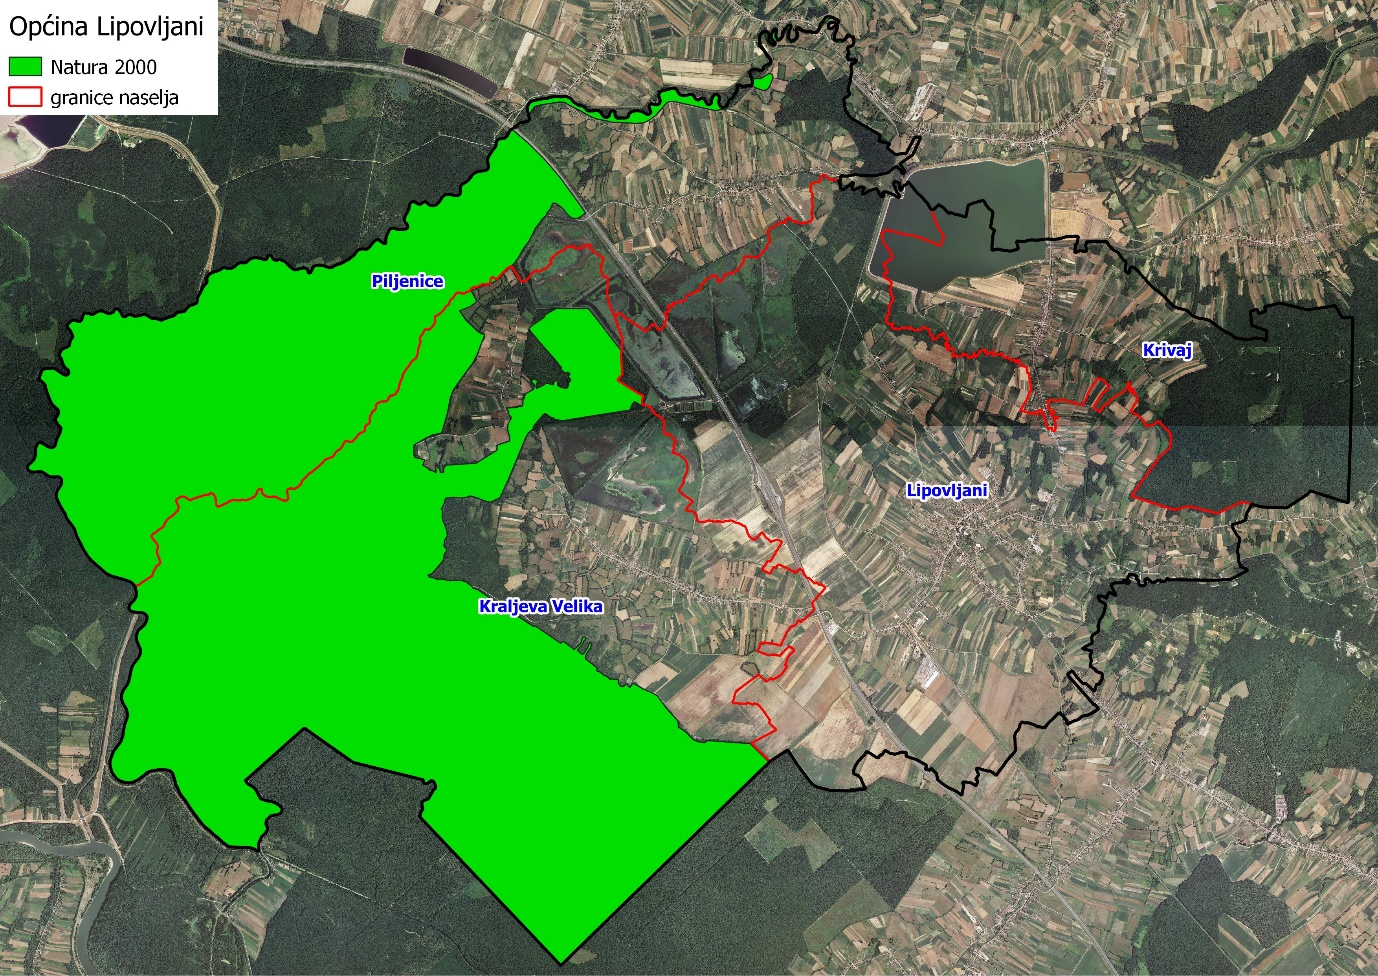 Općina Lipovljani
Natura 2000
granice naselja
Piljenice
Krivaj
Lipovljani
Kraljeva Velika